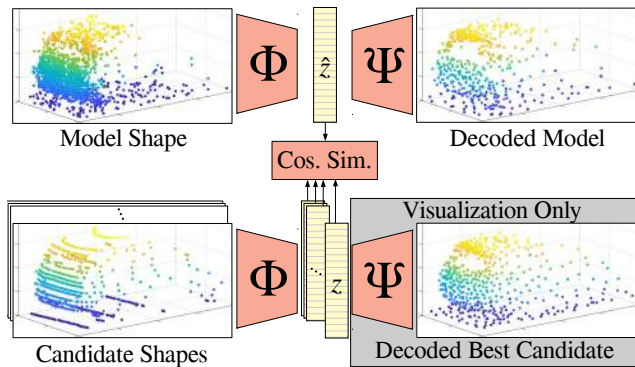 Φ
ẑ
Ψ
Model Shape
Decoded Model
Cos. Sim.
Visualization Only
Φ
z
Ψ
Candidate Shapes
Decoded Best Candidate